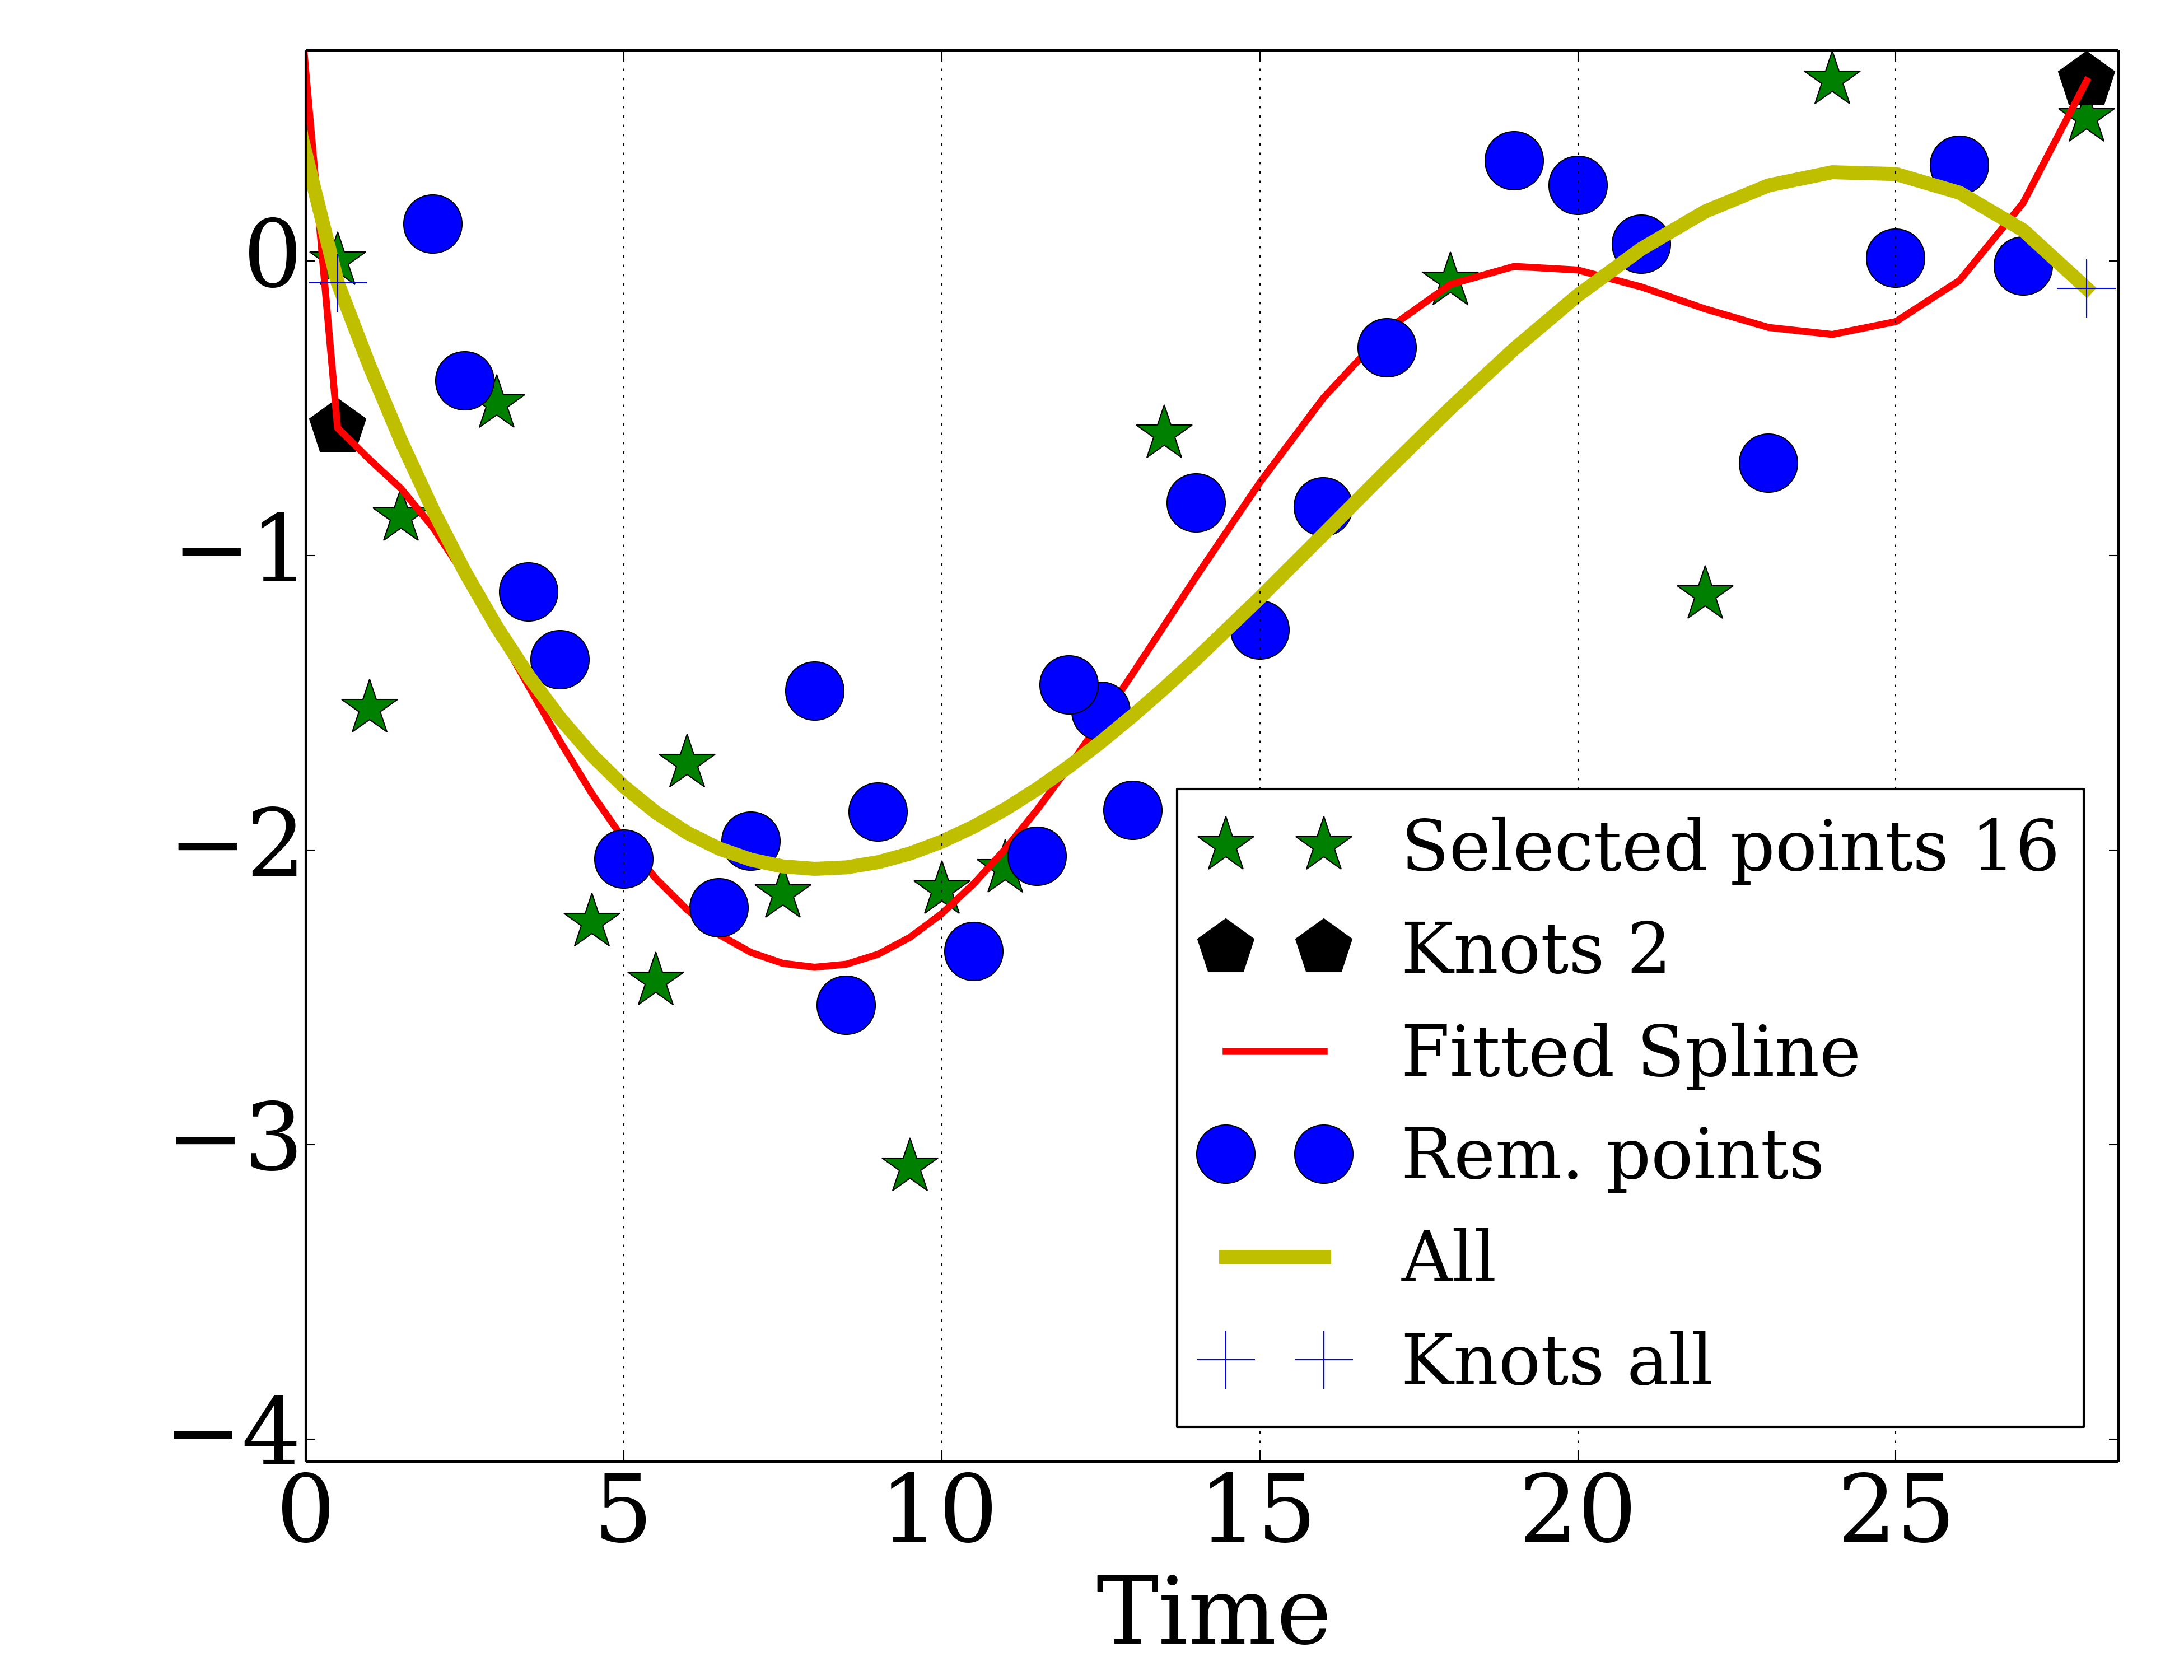 0
−1
−2
−3
−4
0 5 10 15 20 25
Time
Selected points 16
Knots 2
Fitted Spline
Rem. points
All
Knots all